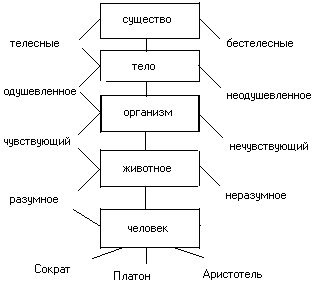 существо
телесные
бестелесные
тело
одушевленное
неодушевленное
организм
чувствующий
нечувствующий
животное
разумное
неразумное
человек
Сократ
Платон
Аристотель